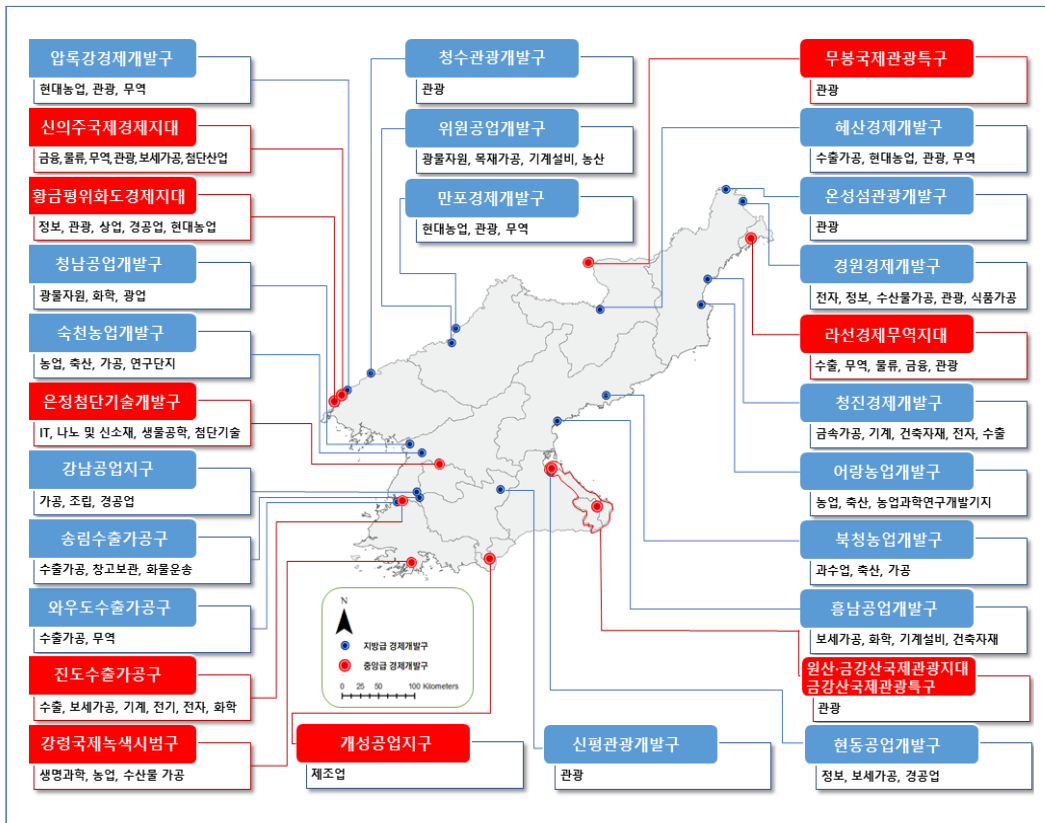 압록강경제개발구
현대농업, 관광, 무역
신의주국제경제지대
금융,물류,무역,관광,보세가공,첨단산업
황금평위화도경제지대
정보, 관광, 상업, 경공업, 현대농업
청남공업개발구
광물자원, 화학, 광업
숙천농업개발구
농업, 축산, 가공, 연구단지
은정첨단기술개발구
IT, 나노 및 신소재, 생물공학, 첨단기술
강남공업지구
가공, 조립, 경공업
송림수출가공구
수출가공, 창고보관, 화물운송
와우도수출가공구
수출가공, 무역
진도수출가공구
수출, 보세가공, 기계, 전기, 전자, 화학
강령국제녹색시범구
생명과학, 농업, 수산물 가공
청수관광개발구
관광
위원공업개발구
광물자원, 목재가공, 기계설비, 농산
만포경제개발구
현대농업, 관광, 무역
N
지방급 경제개발구
중앙급 경제개발구
0 25 50 100 Kilometers
개성공업지구
제조업
신평관광개발구
관광
무봉국제관광특구
관광
혜산경제개발구
수출가공, 현대농업, 관광, 무역
온성섬관광개발구
관광
경원경제개발구
전자, 정보, 수산물가공, 관광, 식품가공
라선경제무역지대
수출, 무역, 물류, 금융, 관광
청진경제개발구
금속가공, 기계, 건축자재, 전자, 수출
어랑농업개발구
농업, 축산, 농업과학연구개발기지
북청농업개발구
과수업, 축산, 가공
흥남공업개발구
보세가공, 화학, 기계설비, 건축자재
원산·금강산국제관광지대
금강산국제관광특구
관광
현동공업개발구
정보, 보세가공, 경공업